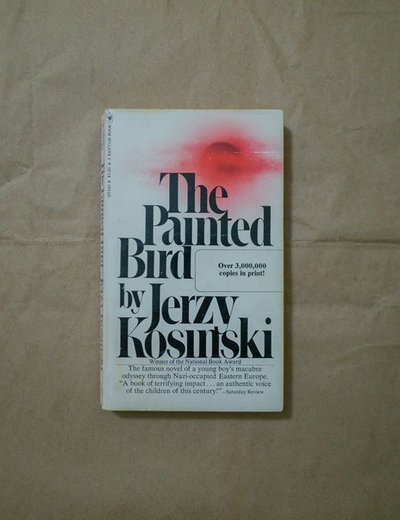 The
Painted
Bird
Over 3,000,000
copies in print!
by Jerzy
Kosinski
Winner of the National Book Award
The famous novel of a young boy's macabre
odyssey through Nazi-occupied Eastern Europe.
"A book of terrifying impact... an authentic voice
of the children of this century!" –Saturday Review
A BANTAM BOOK